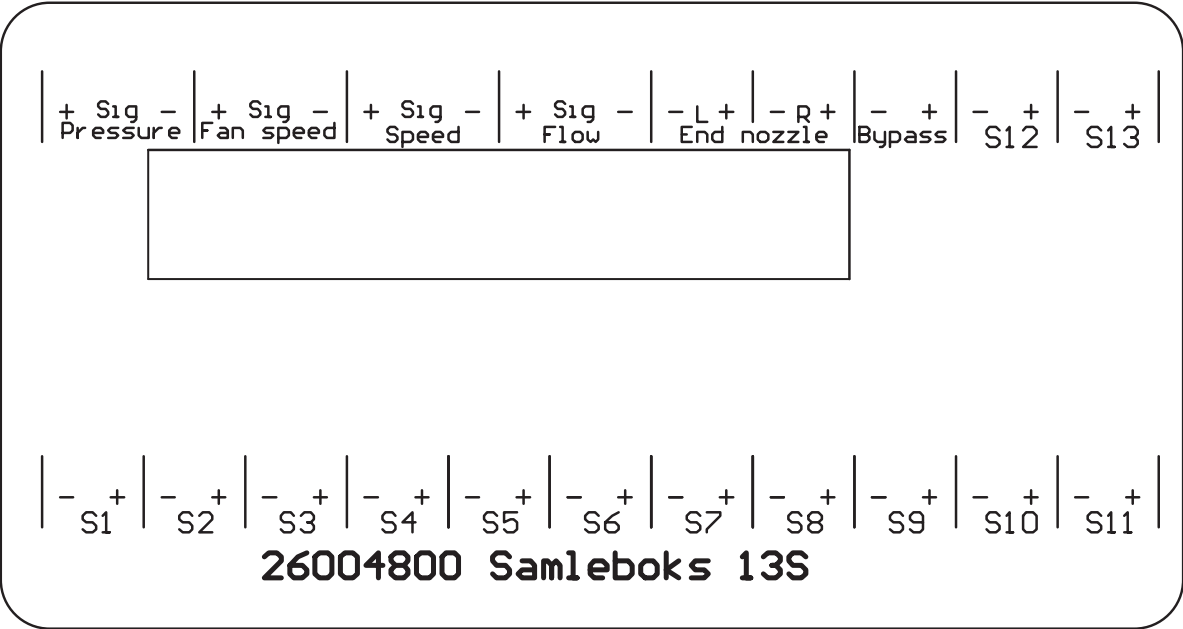 + Sig - + Sig - + Sig - + Sig - - L + - R + - + - + - +
Pressure Fan speed Speed Flow End nozzle Bypass S12 S13
- + - + - + - + - + - + - + - + - + - + - +
S1 S2 S3 S4 S5 S6 S7 S8 S9 S10 S11
26004800 Samleboks 13S